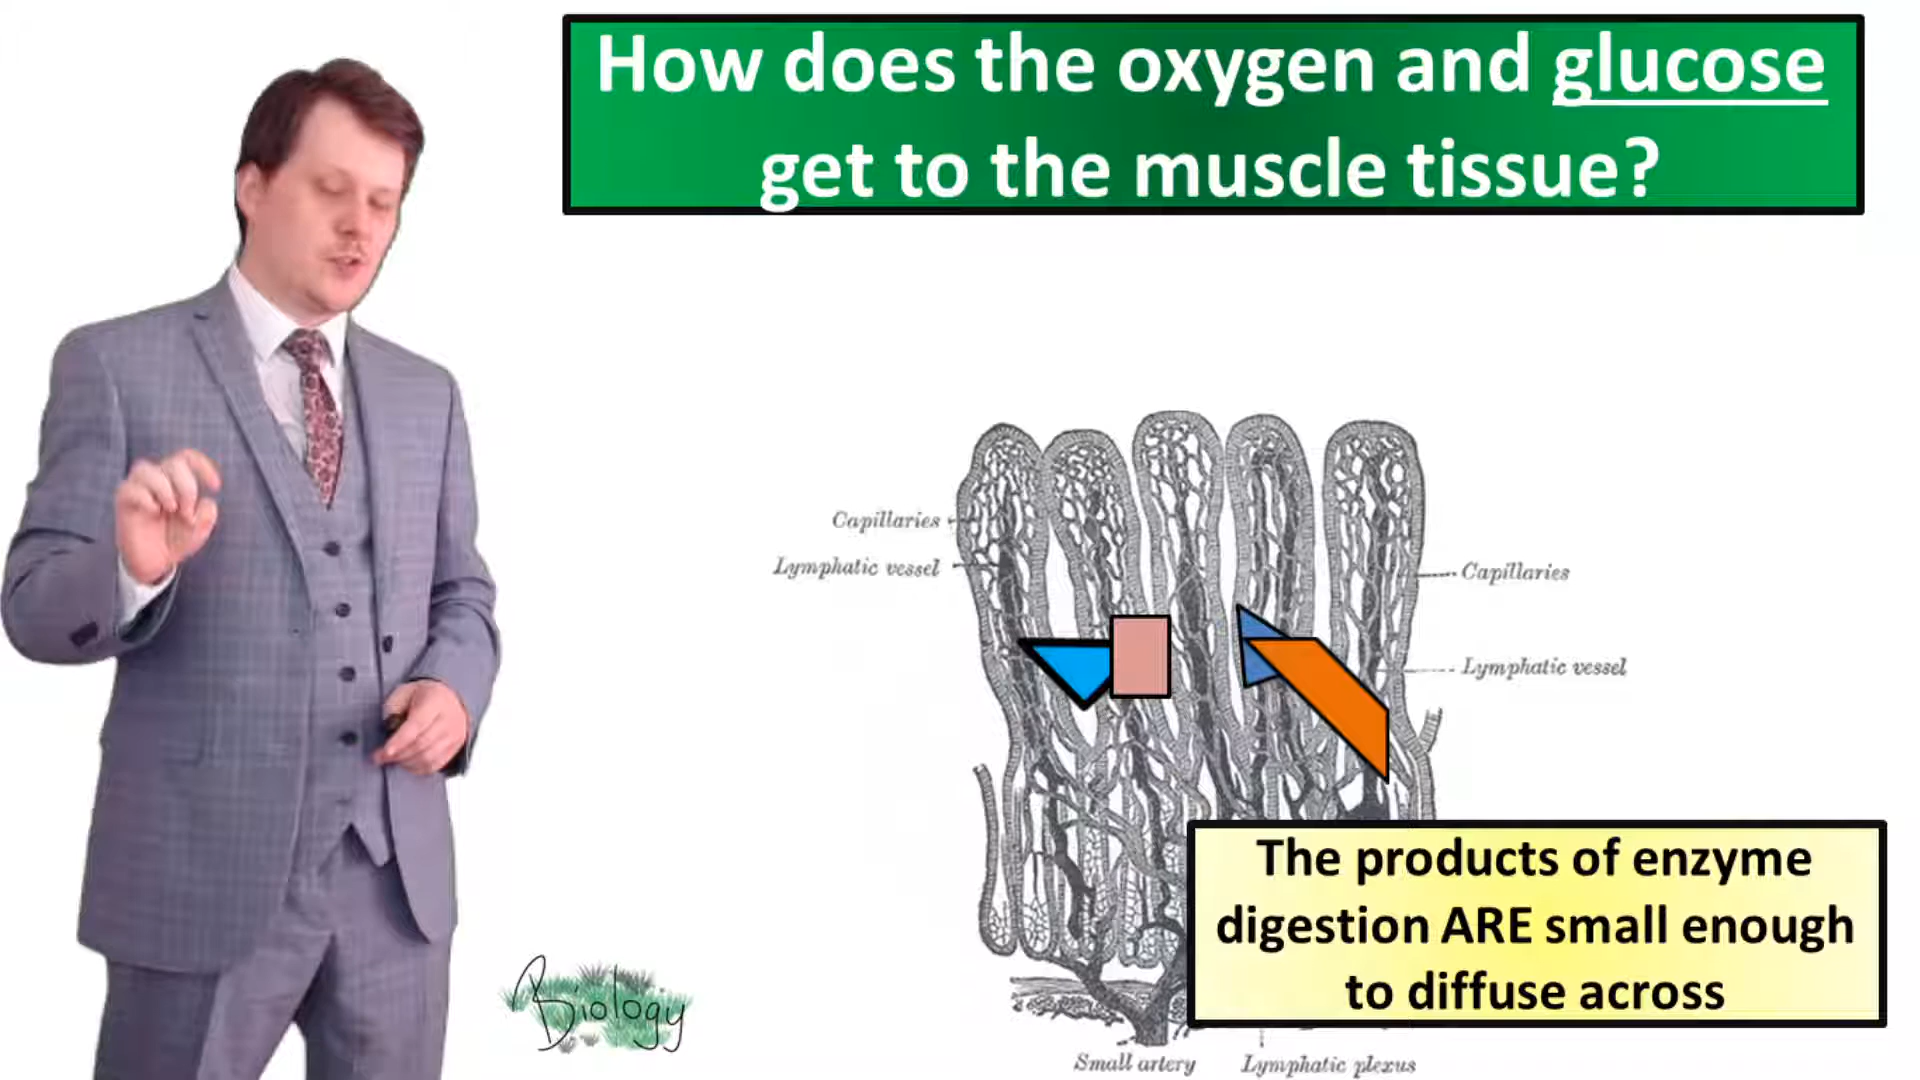 How does the oxygen and glucose
get to the muscle tissue?
Capillaries
Lymphatic vessel
Capillaries
Lymphatic vessel
The products of enzyme
digestion ARE small enough
to diffuse across
Biology
Small artery
Lymphatic plexus